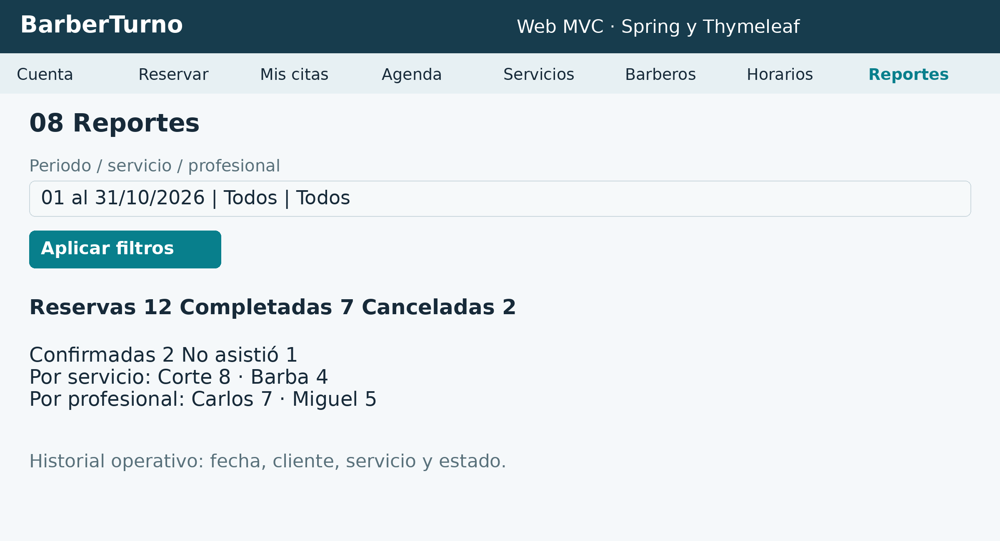 BarberTurno
Web MVC · Spring y Thymeleaf
Cuenta Reservar Mis citas Agenda Servicios Barberos Horarios Reportes
08 Reportes
Periodo / servicio / profesional
01 al 31/10/2026 | Todos | Todos
Aplicar filtros
Reservas 12 Completadas 7 Canceladas 2
Confirmadas 2 No asistió 1
Por servicio: Corte 8 · Barba 4
Por profesional: Carlos 7 · Miguel 5
Historial operativo: fecha, cliente, servicio y estado.